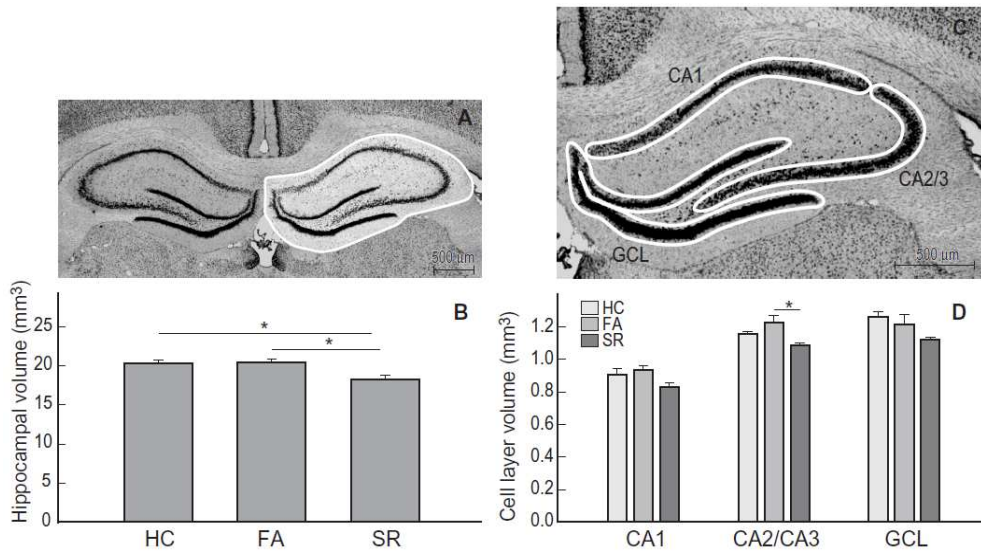 A
500 µm
C
CA1
CA2/3
GCL
500 µm
B
Hippocampal volume (mm³)
25
20
15
10
5
0
*
*
HC
FA
SR
D
Cell layer volume (mm³)
1.2
1.0
0.8
0.6
0.4
0.2
0.0
HC
FA
SR
*
CA1
CA2/CA3
GCL